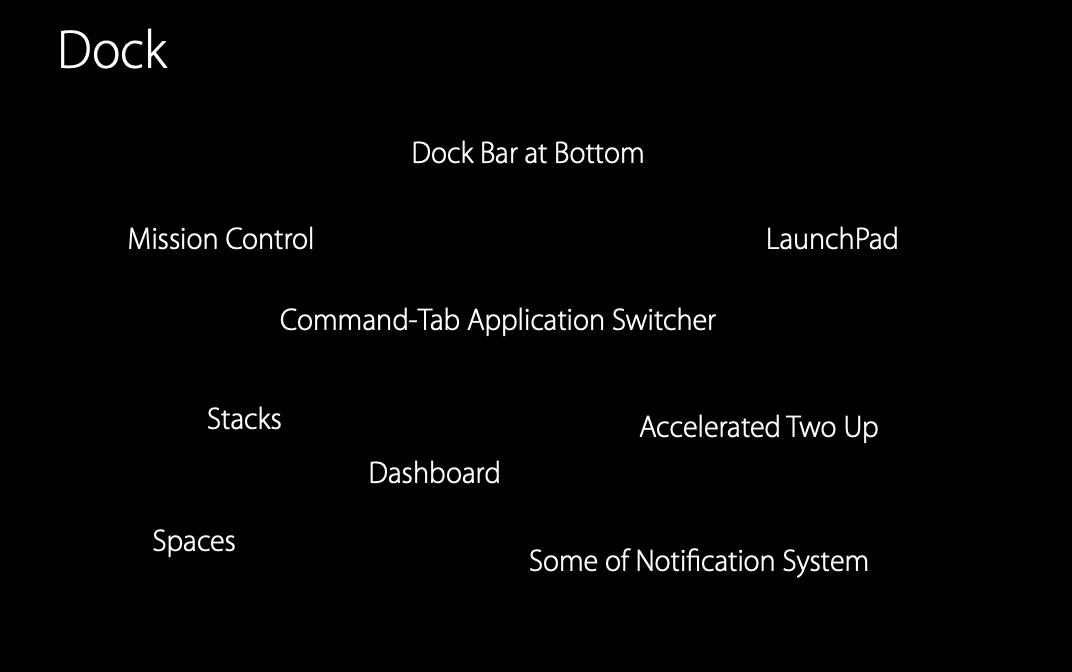 Dock
Dock Bar at Bottom
Mission Control
LaunchPad
Command-Tab Application Switcher
Stacks
Accelerated Two Up
Dashboard
Spaces
Some of Notification System